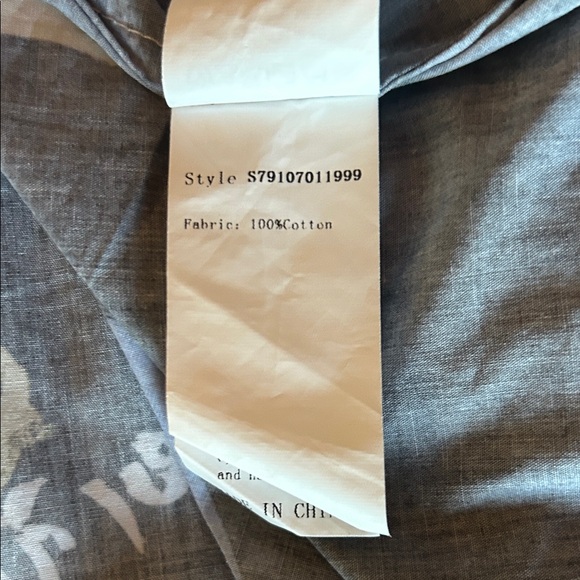 Style S79107011999
Fabric: 100%Cotton
and
IN CHI